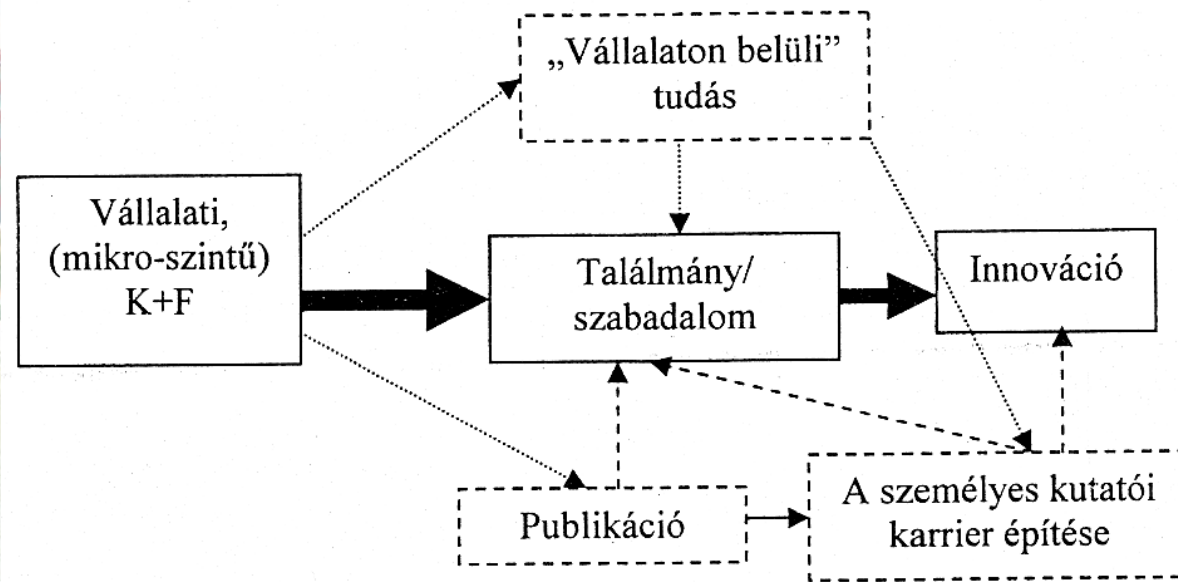 „Vállalaton belüli”
tudás
Vállalati,
(mikro-szintű)
K+F
Találmány/
szabadalom
Innováció
Publikáció
A személyes kutatói
karrier építése